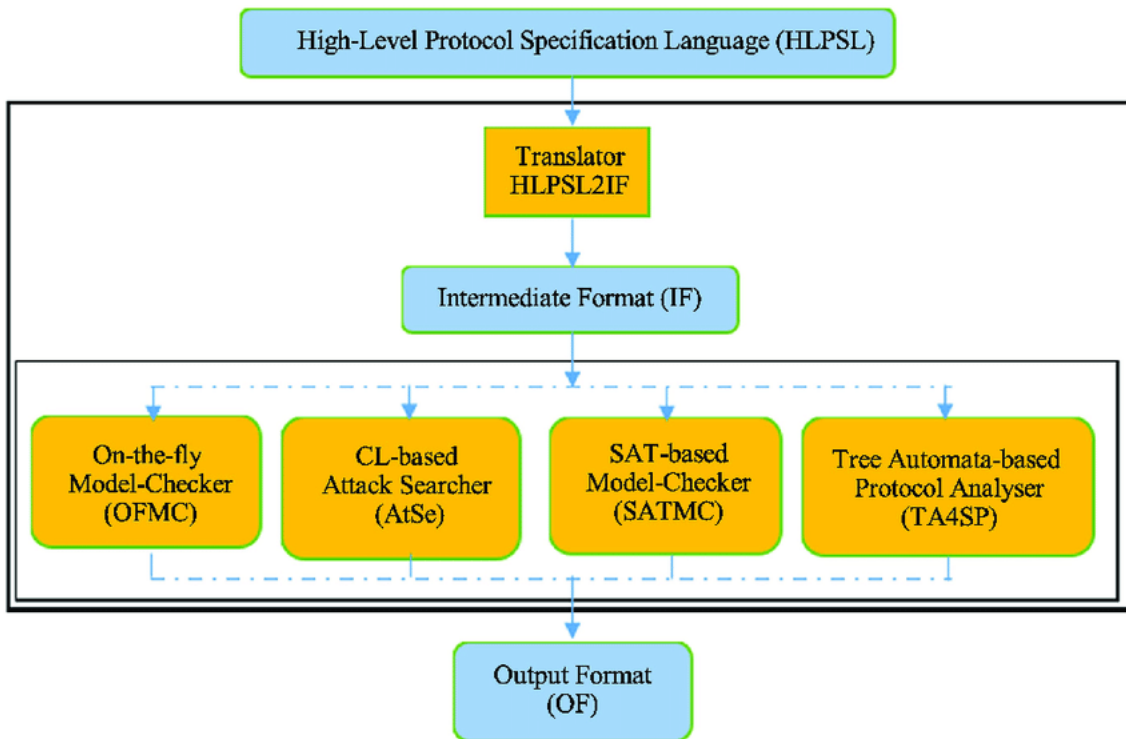 High-Level Protocol Specification Language (HLPSL)
Translator
HLPSL2IF
Intermediate Format (IF)
On-the-fly
Model-Checker
(OFMC)
CL-based
Attack Searcher
(AtSe)
SAT-based
Model-Checker
(SATMC)
Tree Automata-based
Protocol Analyser
(TA4SP)
Output Format
(OF)